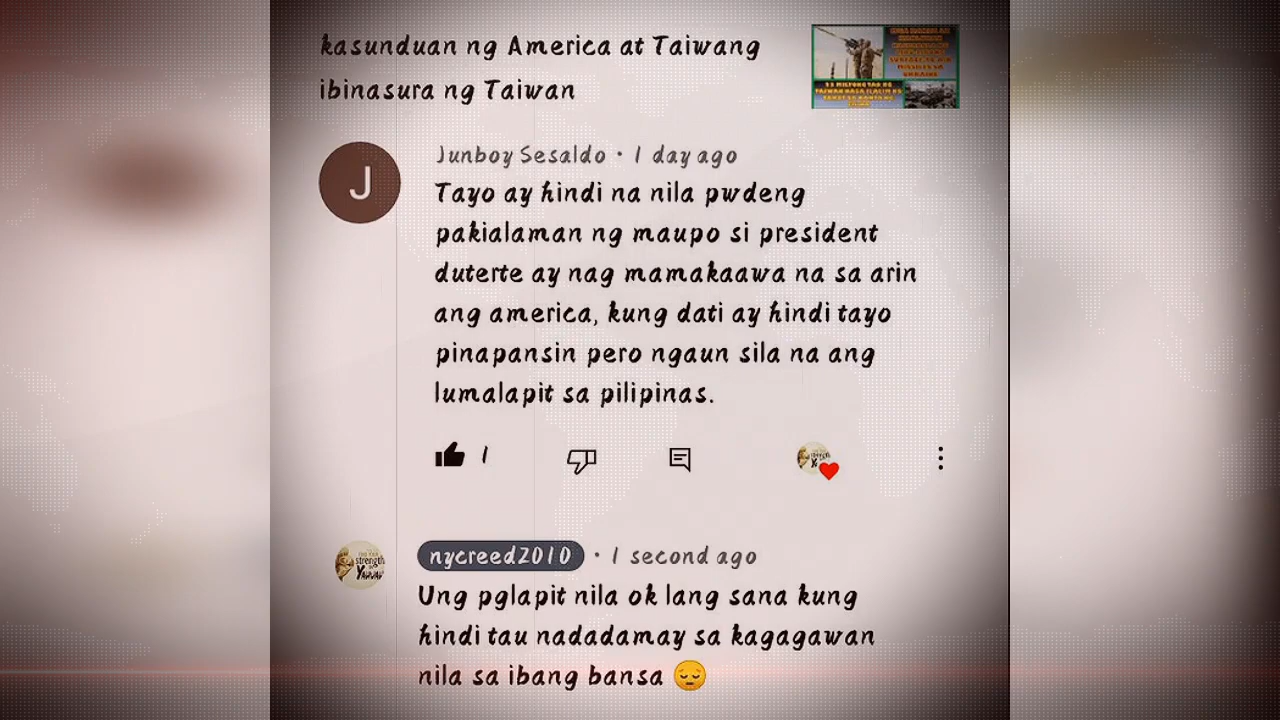 kasunduan ng America at Taiwang
ibinasura ng Taiwan
J
Junboy Sesaldo • 1 day ago
Tayo ay hindi na nila pwdeng
pakialaman ng maupo si president
duterte ay nag mamakaawa na sa arin
ang america, kung dati ay hindi tayo
pinapansin pero ngaun sila na ang
lumalapit sa pilipinas.
1
nycreed2010 • 1 second ago
strength
Ung pglapit nila ok lang sana kung
hindi tau nadadamay sa kagagawan
nila sa ibang bansa 😔